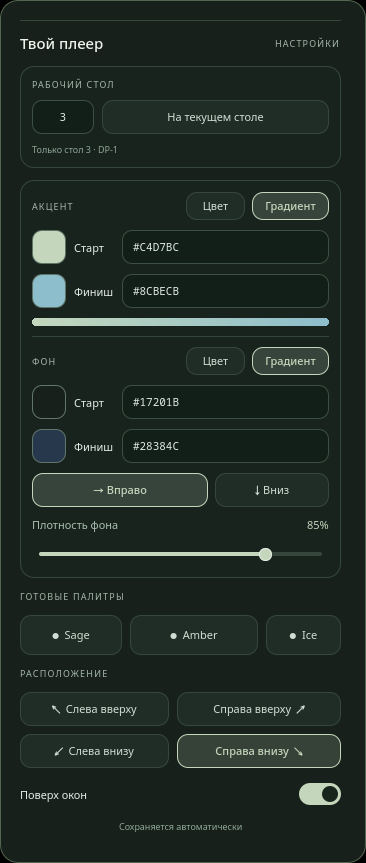 Твой плеер НАСТРОЙКИ
РАБОЧИЙ СТОЛ
3 На текущем столе
Только стол 3 · DP-1
АКЦЕНТ Цвет Градиент
Старт #C4D7BC
Финиш #8CBECB
ФОН Цвет Градиент
Старт #17201B
Финиш #28384C
→ Вправо ↓ Вниз
Плотность фона 85%
ГОТОВЫЕ ПАЛИТРЫ
● Sage ● Amber ● Ice
РАСПОЛОЖЕНИЕ
↖ Слева вверху Справа вверху ↗
↙ Слева внизу Справа внизу ↘
Поверх окон
Сохраняется автоматически